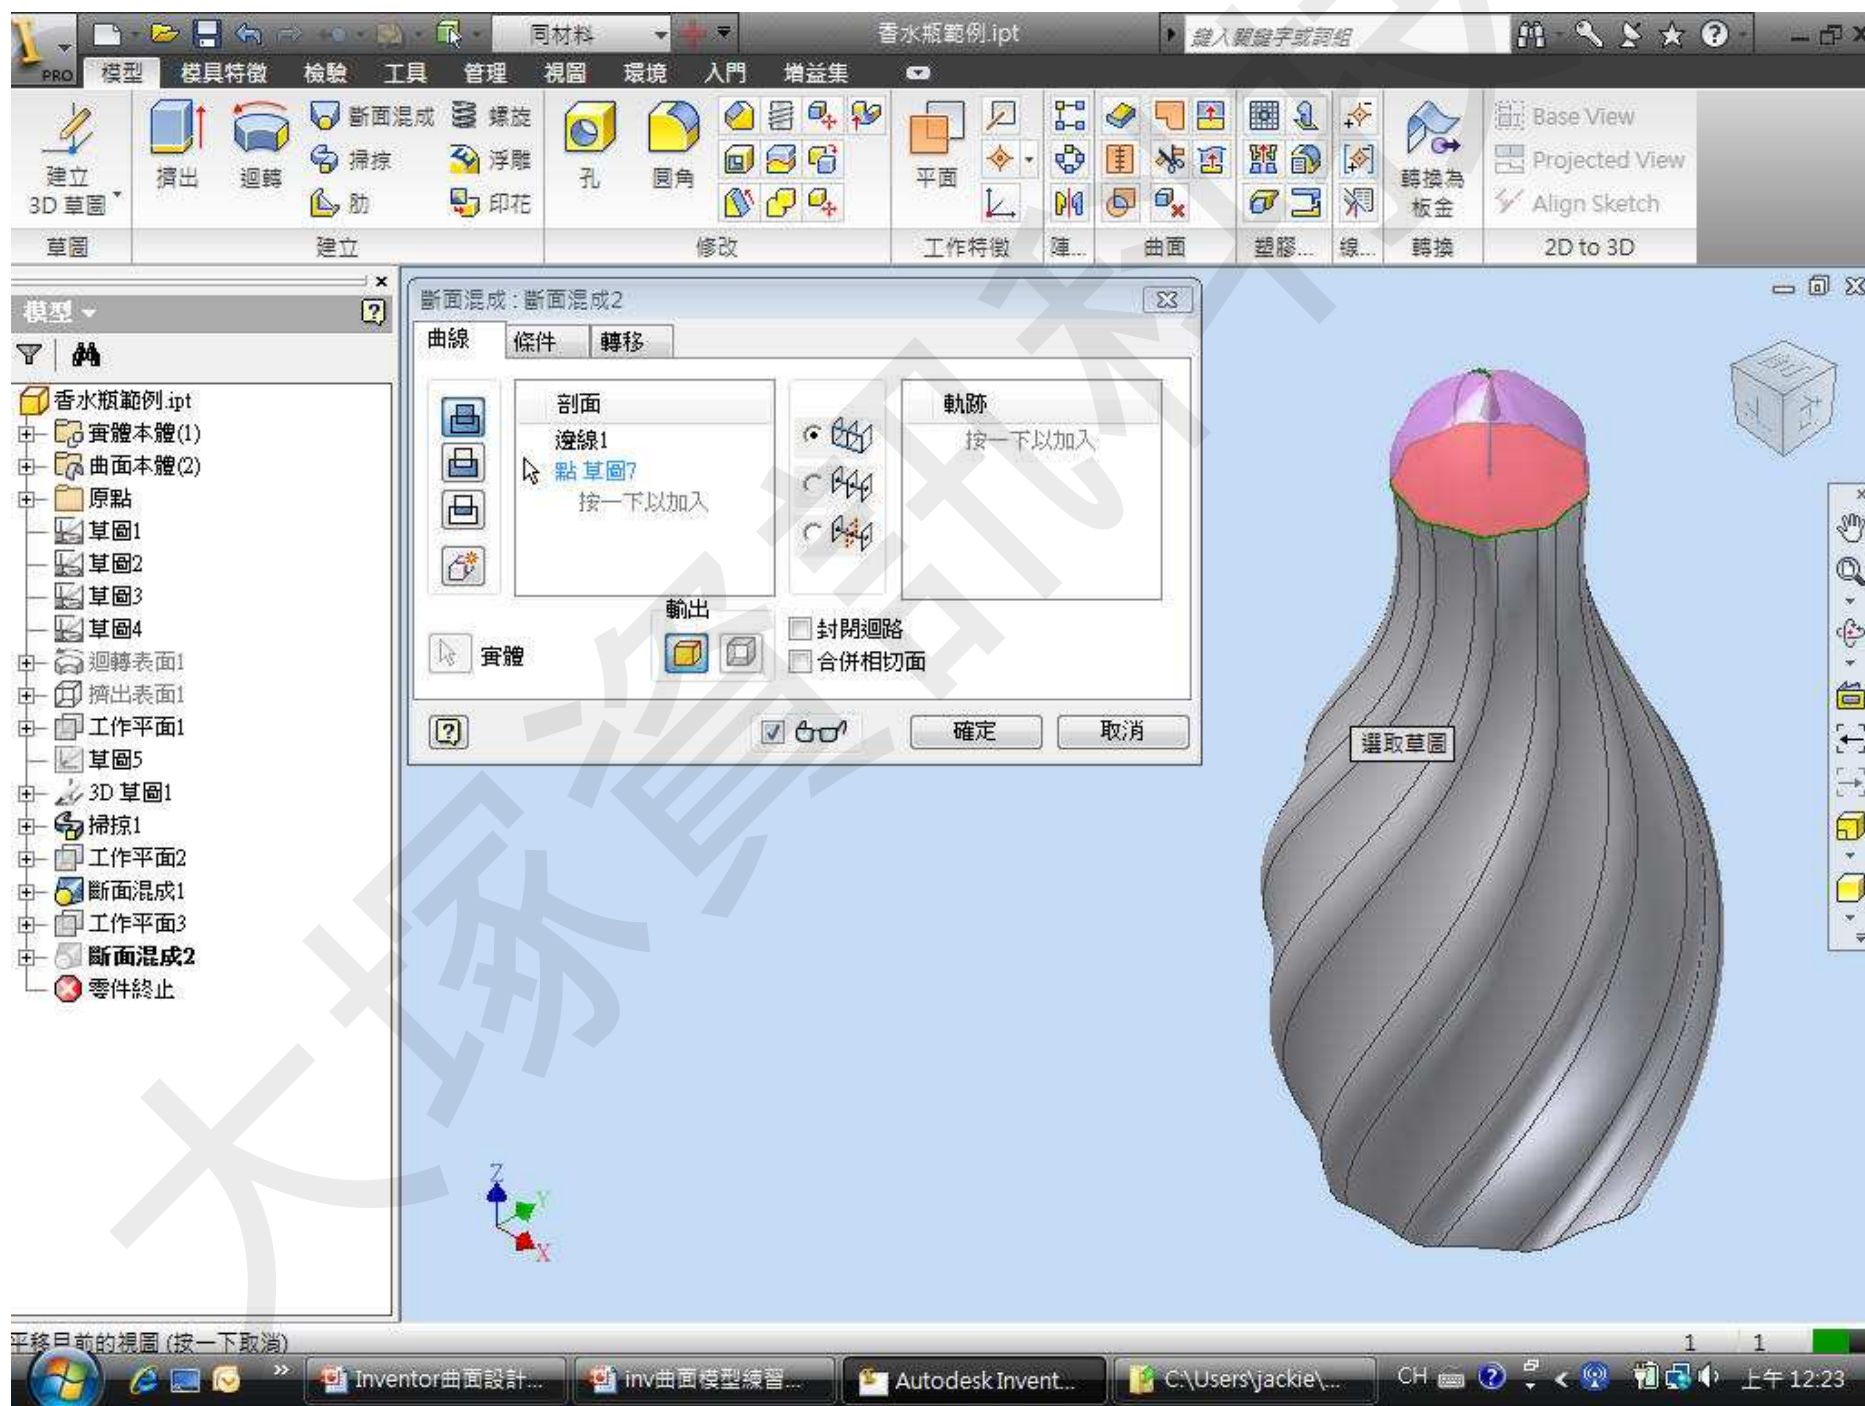 同材料
香水瓶範例.ipt
鍵入關鍵字或詞組
PRO
模型
模具特徵
檢驗
工具
管理
視圖
環境
入門
增益集
建立
3D 草圖
擠出
迴轉
斷面混成
掃掠
肋
螺旋
浮雕
印花
孔
圓角
平面
轉換為
板金
Base View
Projected View
Align Sketch
草圖
建立
修改
工作特徵
陣...
曲面
塑膠...
線...
轉換
2D to 3D
模型
香水瓶範例.ipt
實體本體(1)
曲面本體(2)
原點
草圖1
草圖2
草圖3
草圖4
迴轉表面1
擠出表面1
工作平面1
草圖5
3D 草圖1
掃掠1
工作平面2
斷面混成1
工作平面3
斷面混成2
零件終止
斷面混成 : 斷面混成2
曲線
條件
轉移
剖面
邊線1
點 草圖7
按一下以加入
軌跡
按一下以加入
輸出
實體
封閉迴路
合併相切面
確定
取消
選取草圖
Z
Y
X
平移目前的視圖 (按一下取消)
1
1
Inventor曲面設計...
inv曲面模型練習...
Autodesk Invent...
C:\Users\jackie\...
CH
上午 12:23